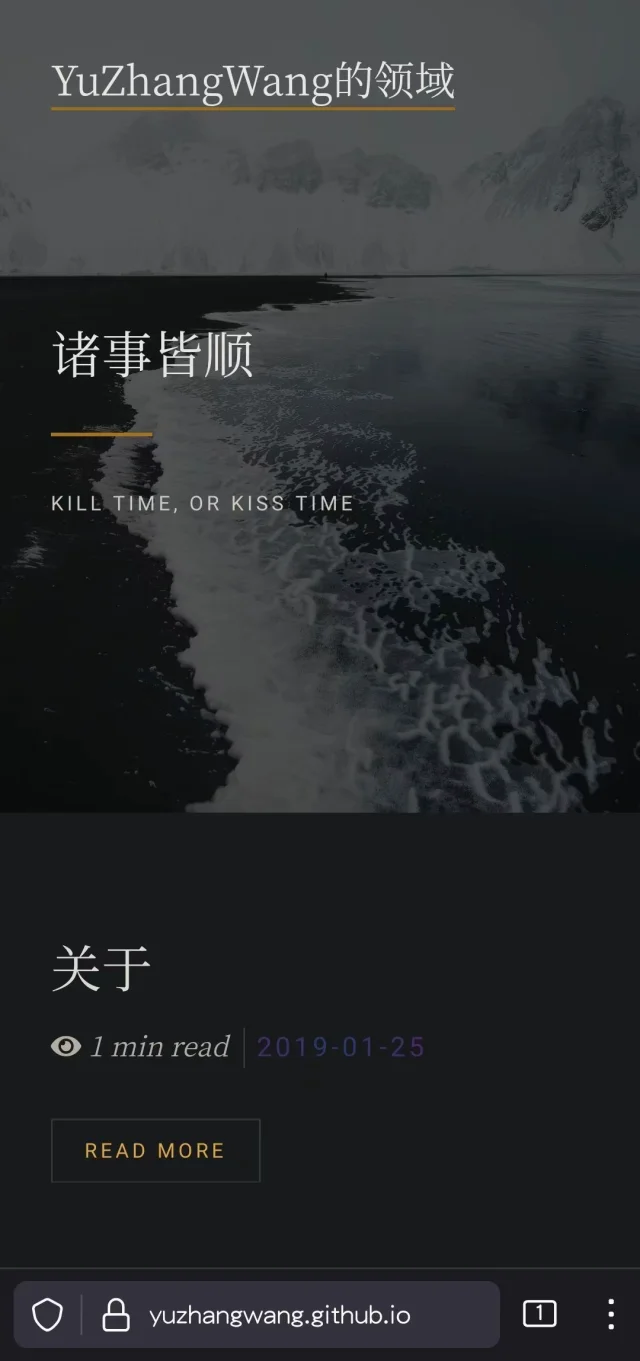 YuZhangWang的领域
诸事皆顺
KILL TIME, OR KISS TIME
关于
1 min read
2019-01-25
READ MORE
yuzhangwang.github.io
1